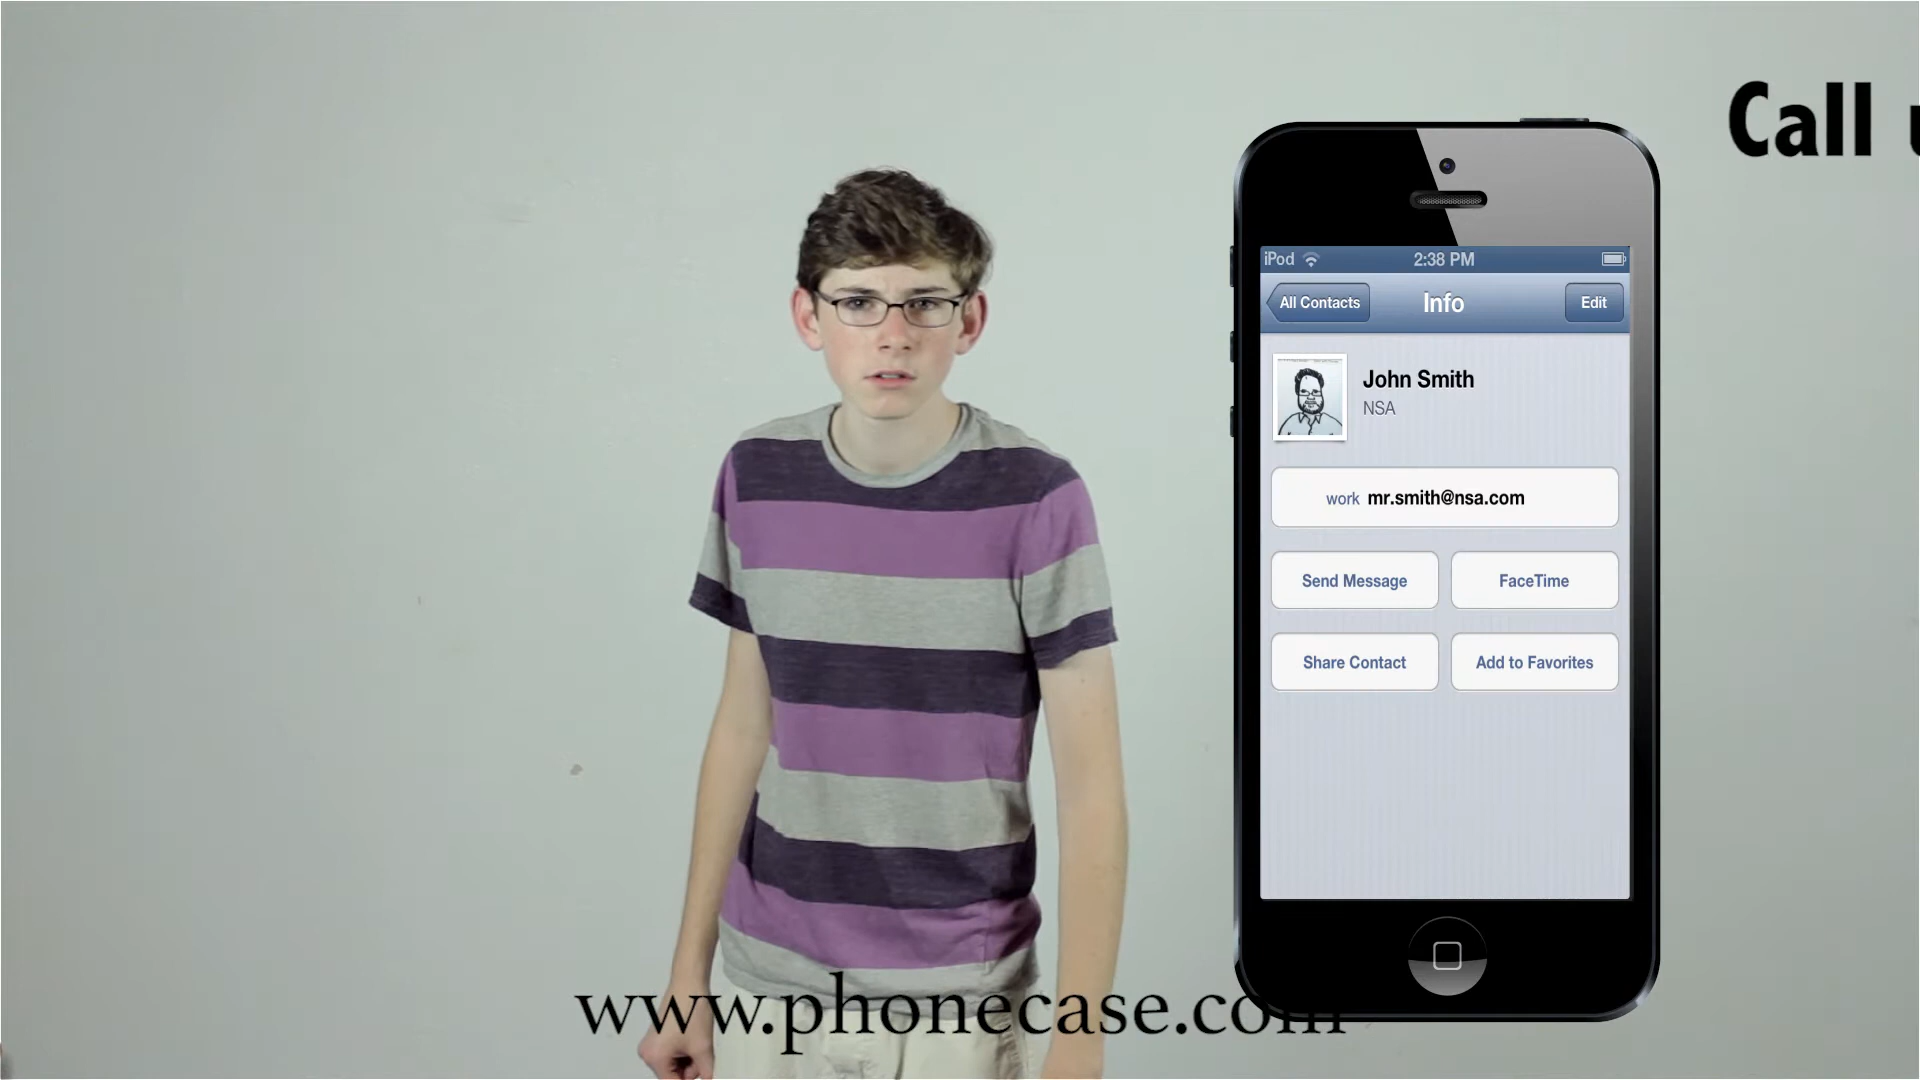 Call
iPod 2:38 PM
All Contacts Info Edit
John Smith
NSA
work mr.smith@nsa.com
Send Message FaceTime
Share Contact Add to Favorites
www.phonecase.com